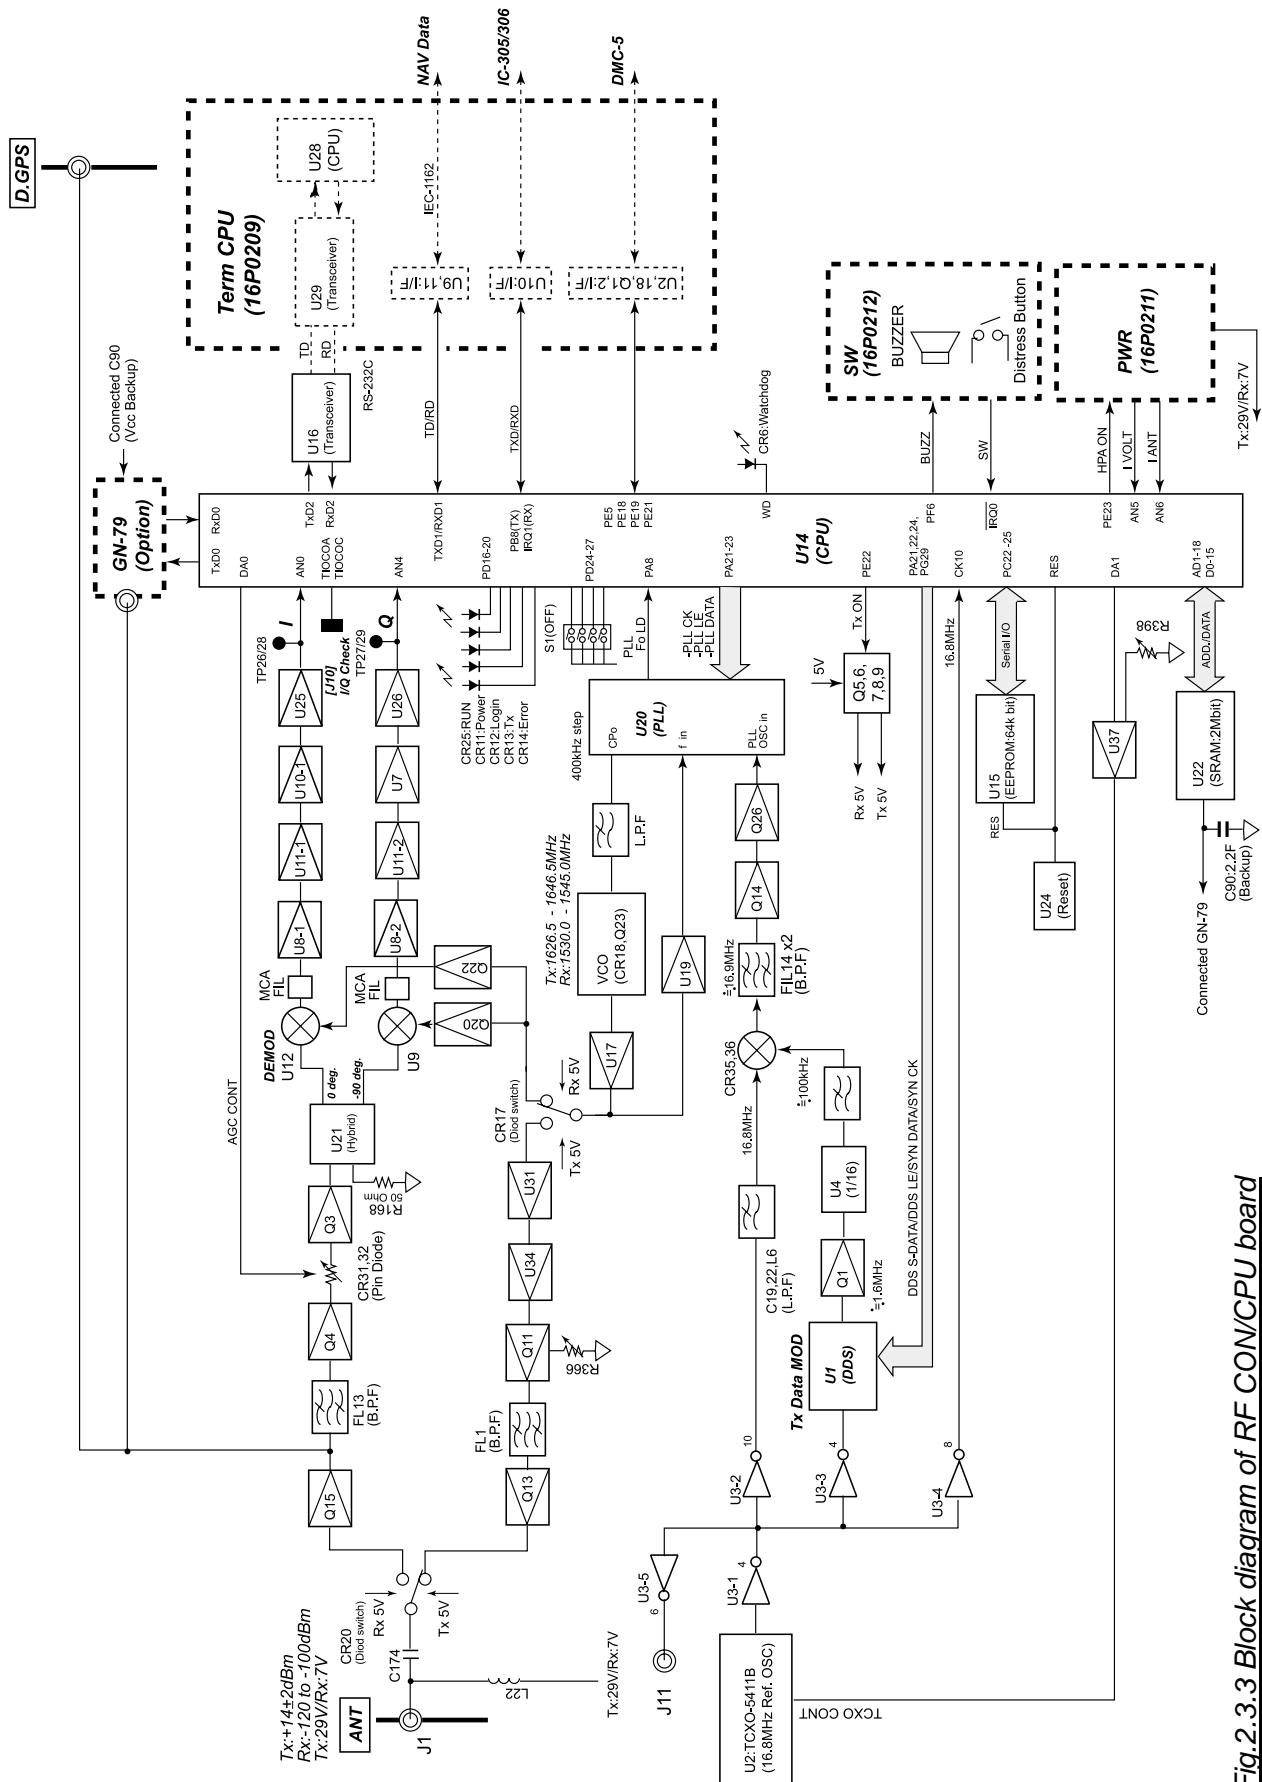 D.GPS
Term CPU
(16P0209)
U28
(CPU)
U29
(Transceiver)
TD
RD
U16
(Transceiver)
RS-232C
NAV Data
IEC-1162
U9,11:I/F
TD/RD
IC-305/306
U10:I/F
TXD/RXD
DMC-5
U2,18,Q1,2:I/F
Connected C90
(Vcc Backup)
GN-79
(Option)
CR6:Watchdog
SW
(16P0212)
BUZZER
Distress Button
BUZZ
SW
PWR
(16P0211)
HPA ON
I VOLT
I ANT
Tx:29V/Rx:7V
U14
(CPU)
TxD0
RxD0
DA0
AN0
TIOCOA
TIOCOC
AN4
TxD2
RxD2
TXD1/RXD1
PD16-20
PB8(TX)
IRQ1(RX)
PD24-27
PE5
PE18
PE19
PE21
PA8
PA21-23
WD
PE22
PA21,22,24,
PG29
PF6
CK10
IRQ0
PC22 -25
RES
PE23
AN5
AN6
DA1
AD1-18
D0-15
TP26/28
I
[J10]
I/Q Check
TP27/29
Q
U25
U10-1
U11-1
U8-1
MCA
FIL
U26
U7
U11-2
U8-2
MCA
FIL
DEMOD
U12
U9
Q22
Q20
0 deg.
-90 deg.
U21
(Hybrid)
R168
50 Ohm
AGC CONT
Q3
CR31,32
(Pin Diode)
Q4
FL13
(B.P.F)
Q15
CR25:RUN
CR11:Power
CR12:Login
CR13:Tx
CR14:Error
S1(OFF)
PLL
Fo LD
-PLL CK
-PLL LE
-PLL DATA
400kHz step
U20
(PLL)
CPo
f in
PLL
OSC in
L.P.F
Tx:1626.5 - 1646.5MHz
Rx:1530.0 - 1545.0MHz
VCO
(CR18,Q23)
U17
U19
CR17
(Diod switch)
Rx 5V
Tx 5V
U31
U34
Q11
R366
FL1
(B.P.F)
Q13
Q26
Q14
≒16.9MHz
FIL14 x2
(B.P.F)
CR35,36
≒100kHz
16.8MHz
U4
(1/16)
C19,22,L6
(L.P.F)
Q1
≒1.6MHz
Tx Data MOD
U1
(DDS)
DDS S-DATA/DDS LE/SYN DATA/SYN CK
Tx ON
5V
Q5,6,
7,8,9
Rx 5V
Tx 5V
16.8MHz
Serial I/O
U15
(EEPROM:64k bit)
RES
U24
(Reset)
R398
U37
ADD./DATA
U22
(SRAM:2Mbit)
C90:2.2F
(Backup)
Connected GN-79
10
U3-2
4
U3-3
8
U3-4
6
U3-5
4
U3-1
J11
U2:TCXO-5411B
(16.8MHz Ref. OSC)
TCXO CONT
Tx:+14±2dBm
Rx:-120 to -100dBm
Tx:29V/Rx:7V
ANT
J1
CR20
(Diod switch)
Rx 5V
Tx 5V
C174
L22
Tx:29V/Rx:7V
Fig.2.3.3 Block diagram of RF CON/CPU board